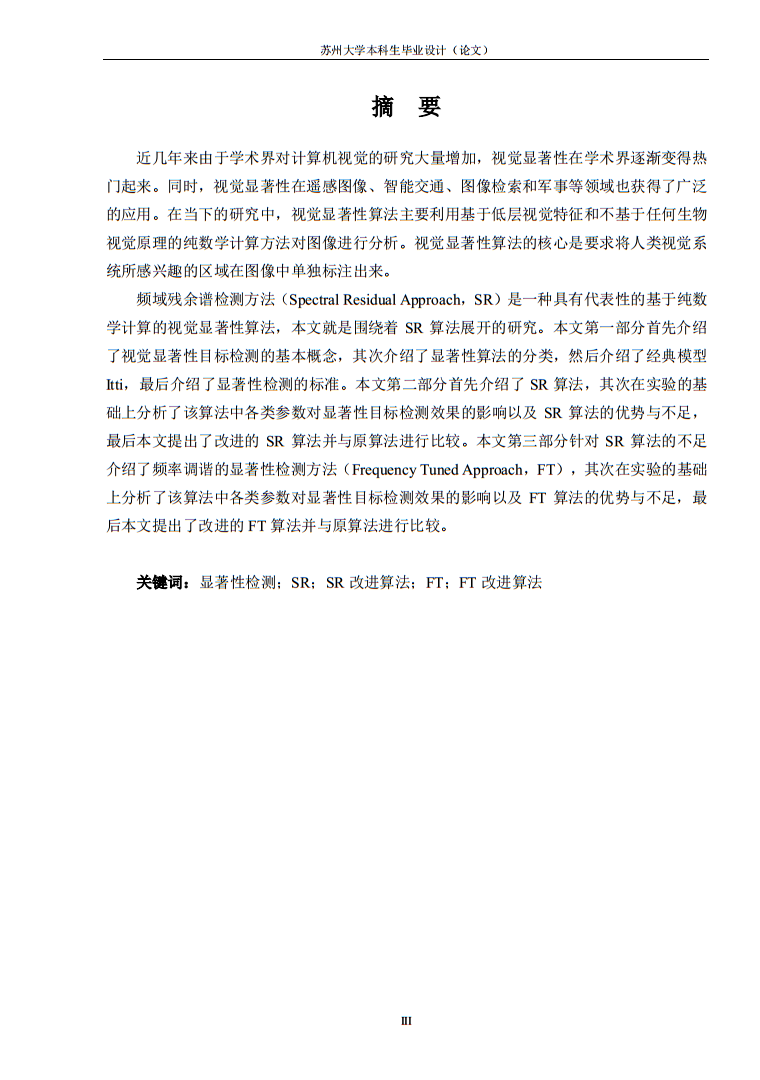 苏州大学本科生毕业设计（论文）
摘 要
近几年来由于学术界对计算机视觉的研究大量增加，视觉显著性在学术界逐渐变得热
门起来。同时，视觉显著性在遥感图像、智能交通、图像检索和军事等领域也获得了广泛
的应用。在当下的研究中，视觉显著性算法主要利用基于低层视觉特征和不基于任何生物
视觉原理的纯数学计算方法对图像进行分析。视觉显著性算法的核心是要求将人类视觉系
统所感兴趣的区域在图像中单独标注出来。
频域残余谱检测方法（Spectral Residual Approach，SR）是一种具有代表性的基于纯数
学计算的视觉显著性算法，本文就是围绕着 SR 算法展开的研究。本文第一部分首先介绍
了视觉显著性目标检测的基本概念，其次介绍了显著性算法的分类，然后介绍了经典模型
Itti，最后介绍了显著性检测的标准。本文第二部分首先介绍了 SR 算法，其次在实验的基
础上分析了该算法中各类参数对显著性目标检测效果的影响以及 SR 算法的优势与不足，
最后本文提出了改进的 SR 算法并与原算法进行比较。本文第三部分针对 SR 算法的不足
介绍了频率调谐的显著性检测方法（Frequency Tuned Approach，FT），其次在实验的基础
上分析了该算法中各类参数对显著性目标检测效果的影响以及 FT 算法的优势与不足，最
后本文提出了改进的 FT 算法并与原算法进行比较。
关键词：显著性检测；SR；SR 改进算法；FT；FT 改进算法
III